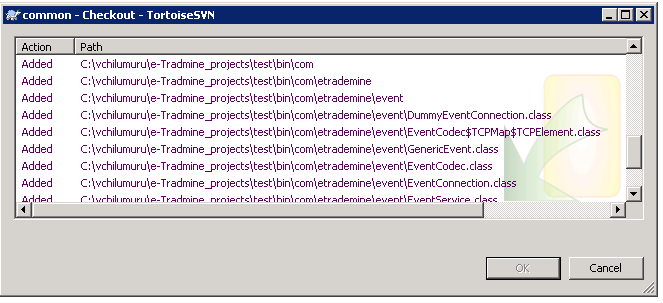 common - Checkout - TortoiseSVN
Action Path
Added C:\vchilumuru\e-Tradmine_projects\test\bin\com
Added C:\vchilumuru\e-Tradmine_projects\test\bin\com\etrademine
Added C:\vchilumuru\e-Tradmine_projects\test\bin\com\etrademine\event
Added C:\vchilumuru\e-Tradmine_projects\test\bin\com\etrademine\event\DummyEventConnection.class
Added C:\vchilumuru\e-Tradmine_projects\test\bin\com\etrademine\event\EventCodec$TCPMap$TCPElement.class
Added C:\vchilumuru\e-Tradmine_projects\test\bin\com\etrademine\event\GenericEvent.class
Added C:\vchilumuru\e-Tradmine_projects\test\bin\com\etrademine\event\EventCodec.class
Added C:\vchilumuru\e-Tradmine_projects\test\bin\com\etrademine\event\EventConnection.class
Added C:\vchilumuru\e-Tradmine_projects\test\bin\com\etrademine\event\EventService.class
OK Cancel